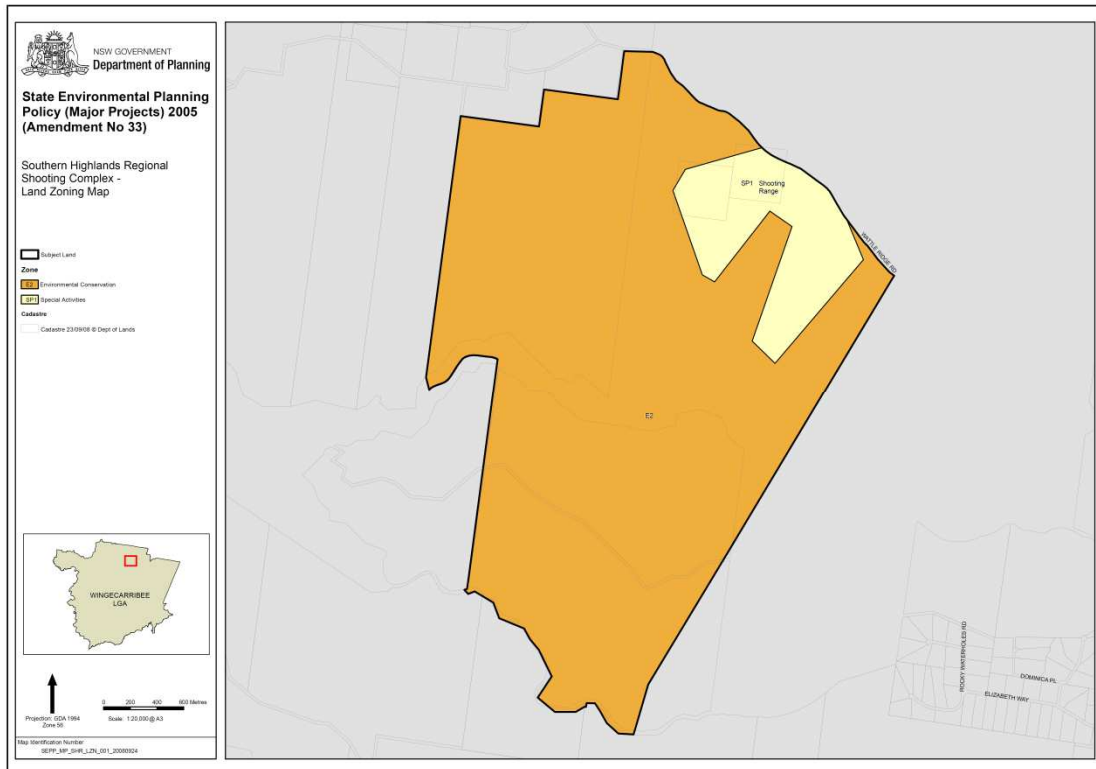 NSW GOVERNMENT
Department of Planning
State Environmental Planning
Policy (Major Projects) 2005
(Amendment No 33)
Southern Highlands Regional
Shooting Complex -
Land Zoning Map
Subject Land
Zone
E2 Environmental Conservation
SP1 Special Activities
Cadastre
Cadastre 23/09/08 © Dept of Lands
WINGECARRIBEE
LGA
0 200 400 800 Metres
Projection: GDA 1994
Zone 56
Scale: 1:20,000 @ A3
Map Identification Number
SEPP_MP_SHR_LZN_001_20080924
SP1 Shooting
Range
WATTLE RIDGE RD
E2
ROCKY WATERHOLES RD
DOMINICA PL
ELIZABETH WAY